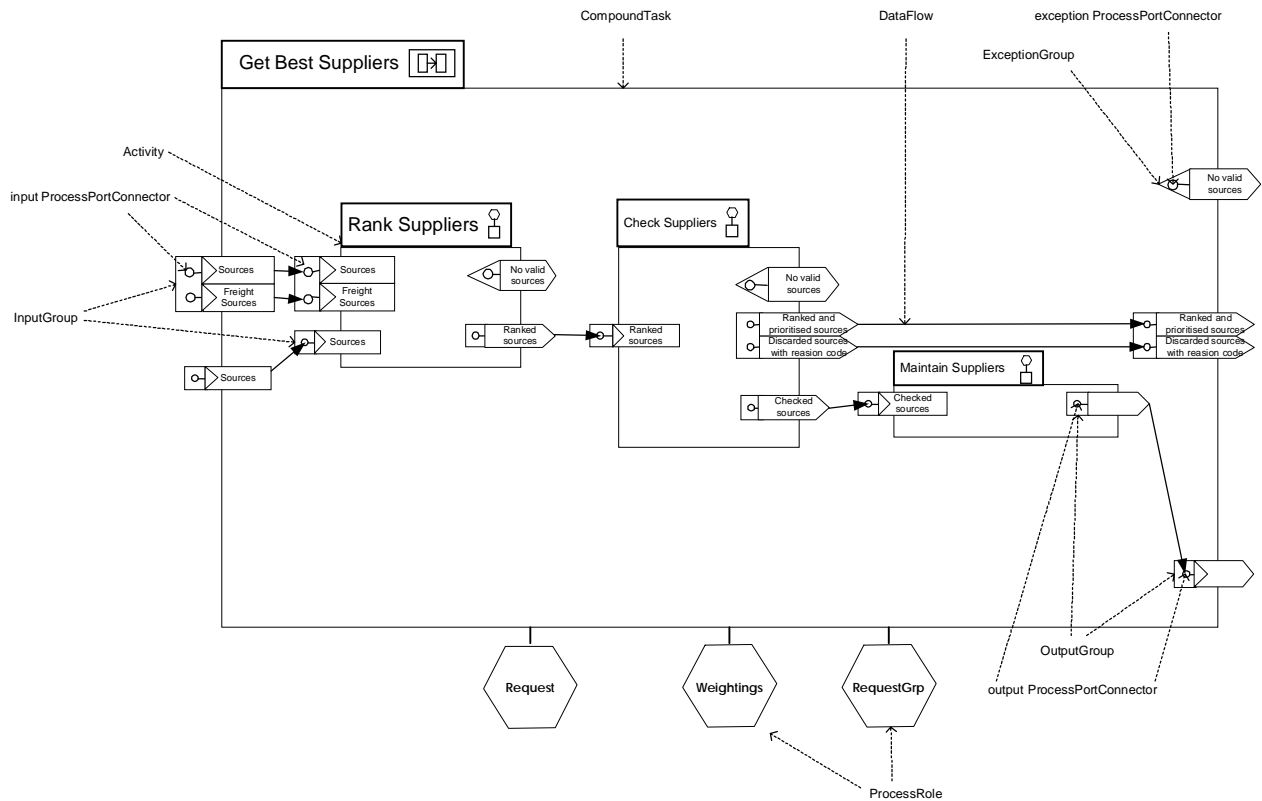 CompoundTask
DataFlow
exception ProcessPortConnector
ExceptionGroup
Get Best Suppliers
Activity
input ProcessPortConnector
No valid
sources
Rank Suppliers
Check Suppliers
Sources
Freight
Sources
Sources
Freight
Sources
No valid
sources
No valid
sources
InputGroup
Sources
Ranked
sources
Ranked
sources
Ranked and
prioritised sources
Discarded sources
with reasion code
Ranked and
prioritised sources
Discarded sources
with reasion code
Sources
Maintain Suppliers
Checked
sources
Checked
sources
OutputGroup
output ProcessPortConnector
Request
Weightings
RequestGrp
ProcessRole